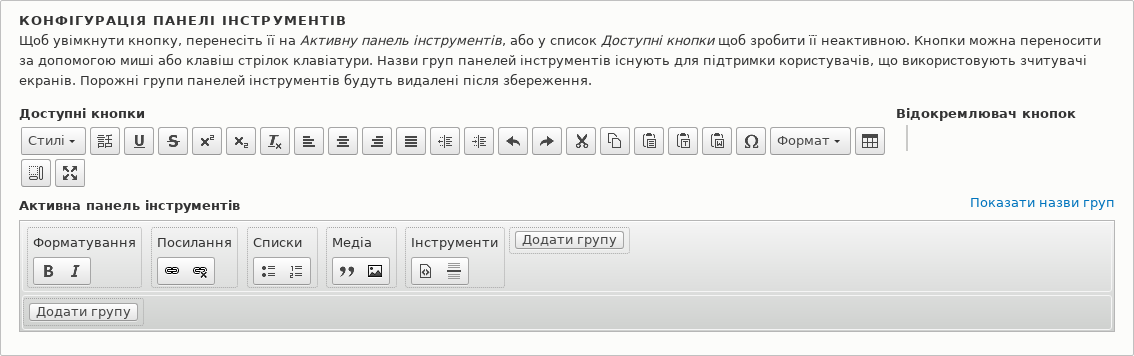 КОНФІГУРАЦІЯ ПАНЕЛІ ІНСТРУМЕНТІВ
Щоб увімкнути кнопку, перенесіть її на Активну панель інструментів, або у список Доступні кнопки щоб зробити її неактивною. Кнопки можна переносити
за допомогою миші або клавіш стрілок клавіатури. Назви груп панелей інструментів існують для підтримки користувачів, що використовують зчитувачі
екранів. Порожні групи панелей інструментів будуть видалені після збереження.
Доступні кнопки Відокремлювач кнопок
Стилі Формат
Активна панель інструментів Показати назви груп
Форматування Посилання Списки Медіа Інструменти Додати групу
Додати групу